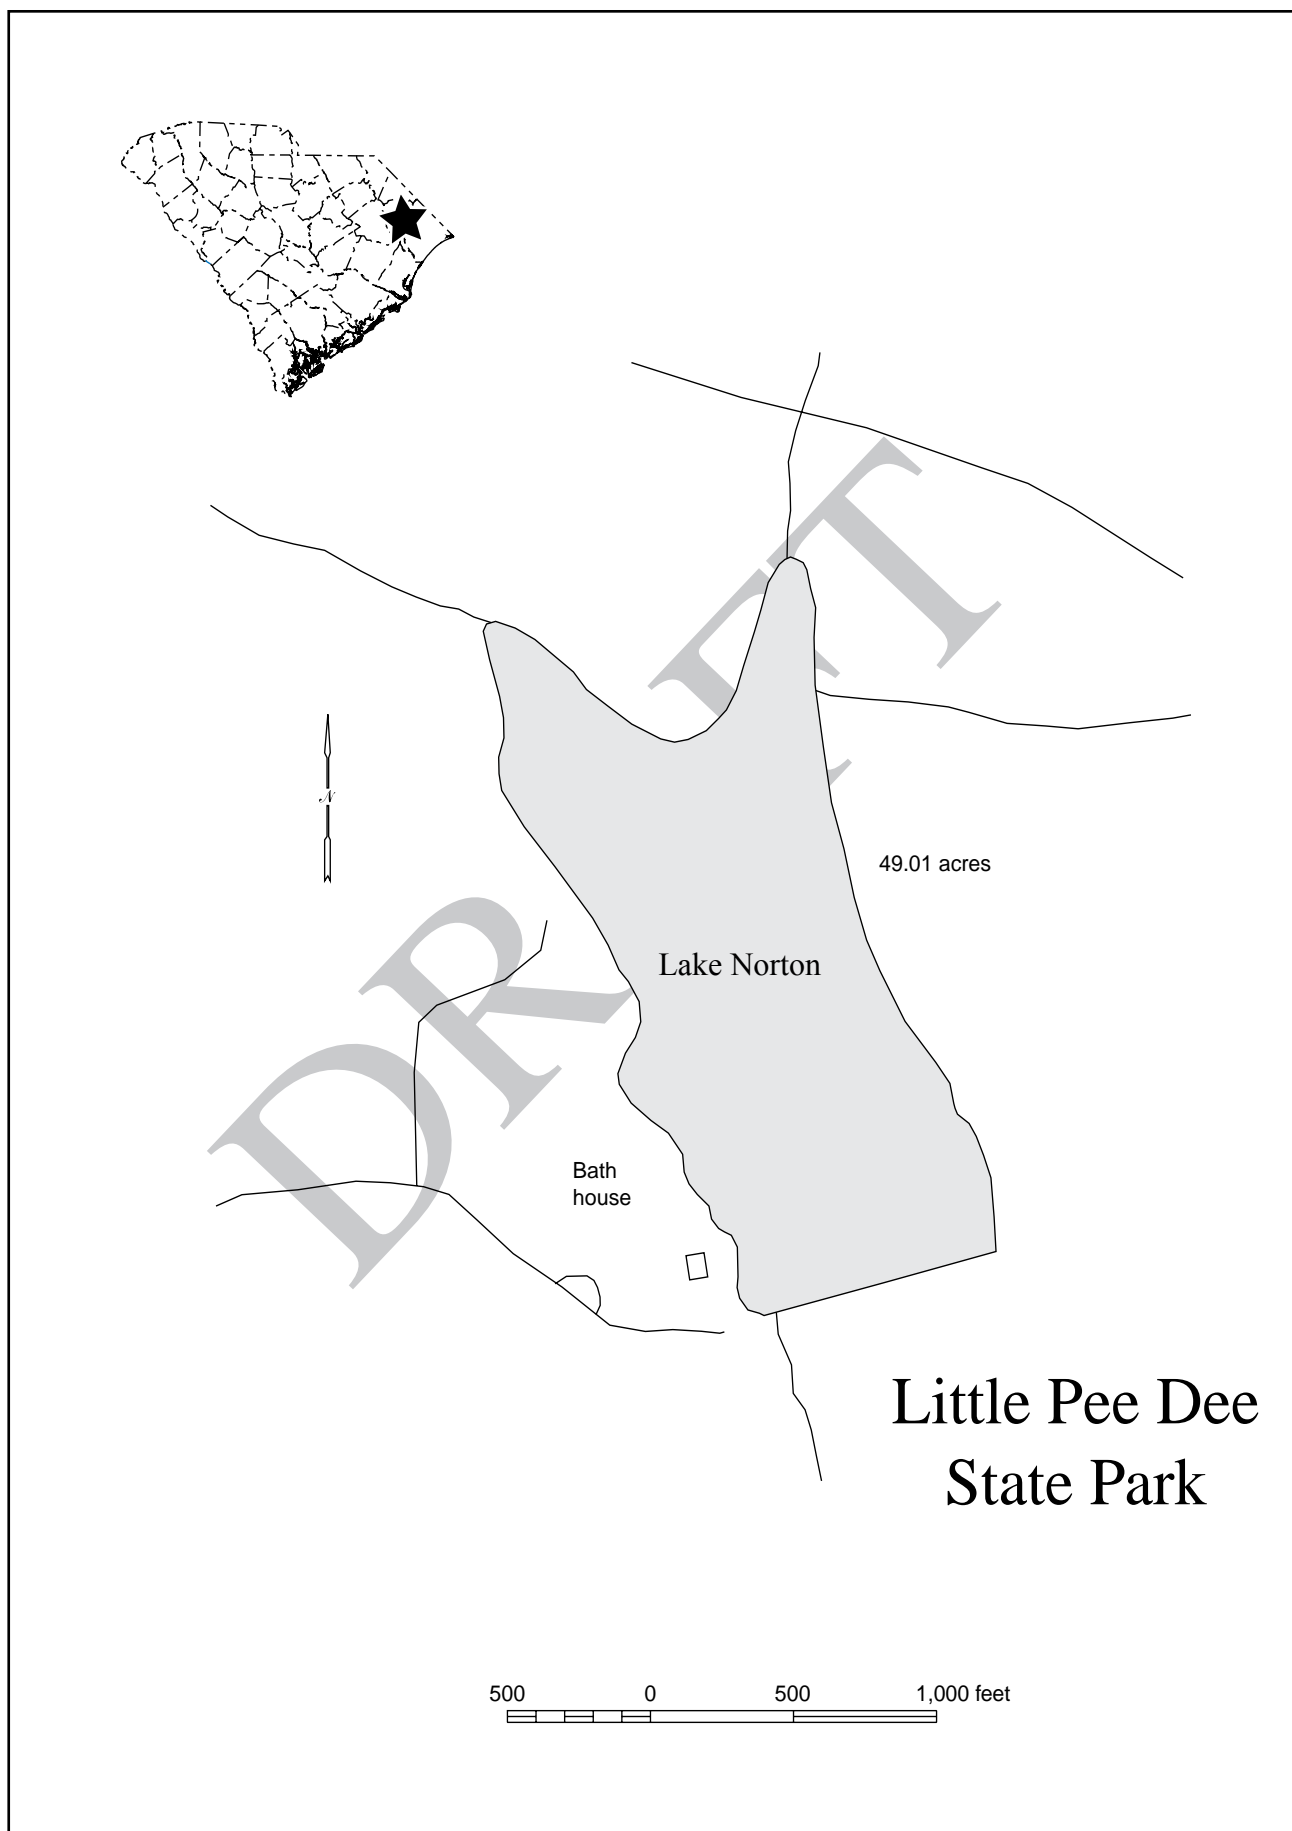 DRAFT
N
49.01 acres
Lake Norton
Bath
house
Little Pee Dee
State Park
500 0 500 1,000 feet